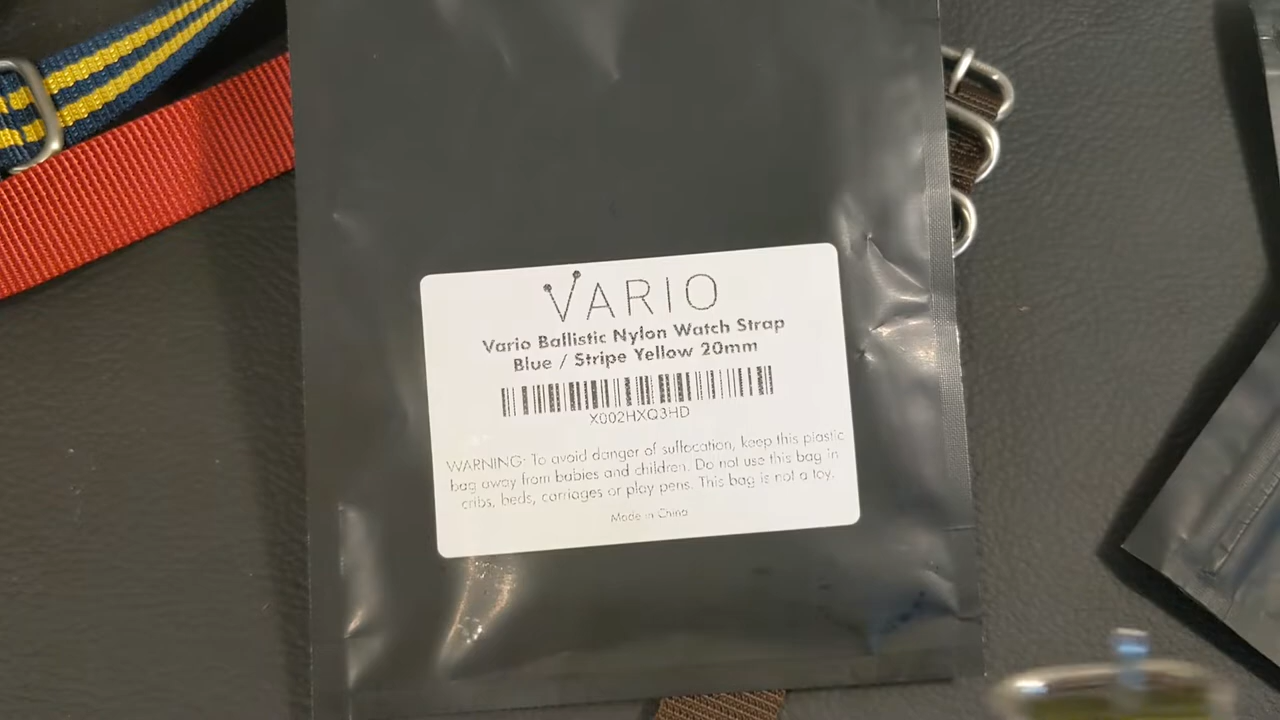 VARIO
Vario Ballistic Nylon Watch Strap
Blue / Stripe Yellow 20mm
X002HXQ3HD
WARNING: To avoid danger of suffocation, keep this plastic
bag away from babies and children. Do not use this bag in
cribs, beds, carriages or play pens. This bag is not a toy.
Made in China